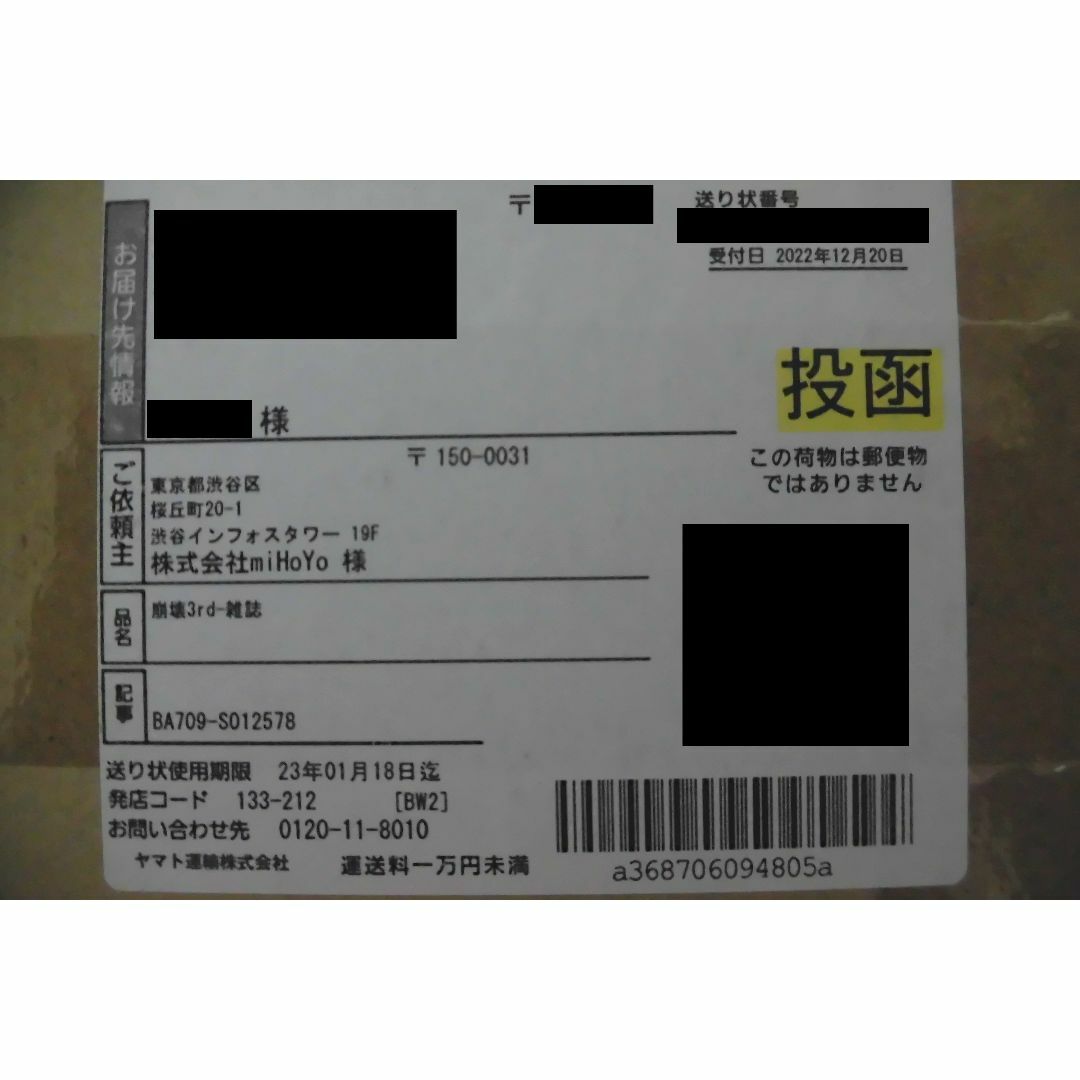 〒
送り状番号
受付日 2022年12月20日
お届け先情報
様
投函
この荷物は郵便物
ではありません
ご依頼主
〒150-0031
東京都渋谷区
桜丘町20-1
渋谷インフォスタワー 19F
株式会社miHoYo 様
品名
崩壊3rd-雑誌
記事
BA709-S012578
送り状使用期限 23年01月18日迄
発店コード 133-212 [BW2]
お問い合わせ先 0120-11-8010
ヤマト運輸株式会社 運送料一万円未満
a368706094805a